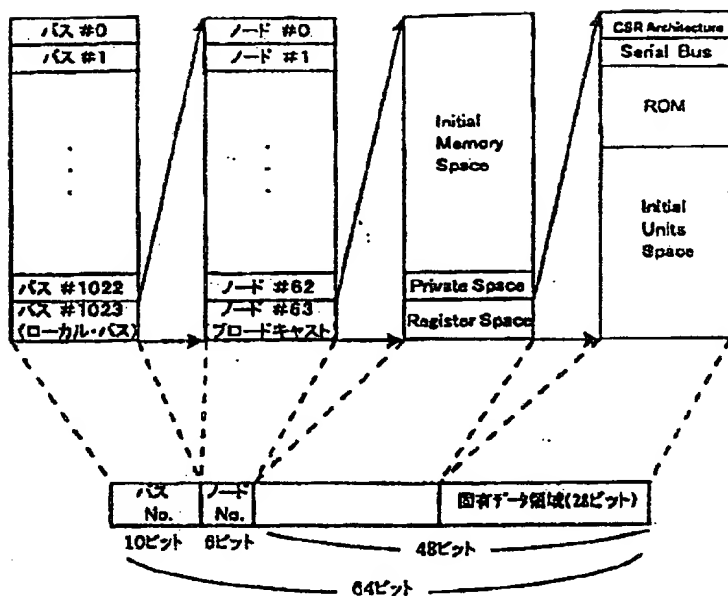 バス #0
バス #1
バス #1022
バス #1023
(ローカル・バス)
ノード #0
ノード #1
ノード #62
ノード #63
(ブロードキャスト)
Initial
Memory
Space
Private Space
Register Space
CSR Architecture
Serial Bus
ROM
Initial
Units
Space
バス
No.
ノード
No.
固有データ領域(28ビット)
10ビット
6ビット
48ビット
64ビット